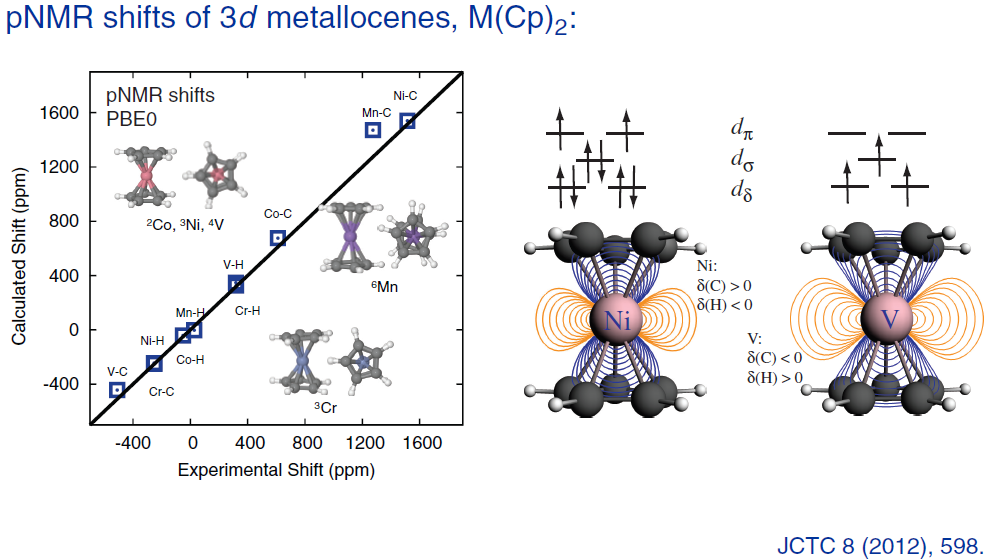 pNMR shifts of 3d metallocenes, M(Cp)₂:
pNMR shifts
PBE0
Calculated Shift (ppm)
1600
1200
800
400
0
-400
Ni-C
Mn-C
Co-C
V-H
Cr-H
Mn-H
Ni-H
Co-H
V-C
Cr-C
²Co, ³Ni, ⁴V
⁶Mn
³Cr
-400 0 400 800 1200 1600
Experimental Shift (ppm)
dπ
dσ
dδ
Ni
Ni:
δ(C) > 0
δ(H) < 0
V
V:
δ(C) < 0
δ(H) > 0
JCTC 8 (2012), 598.